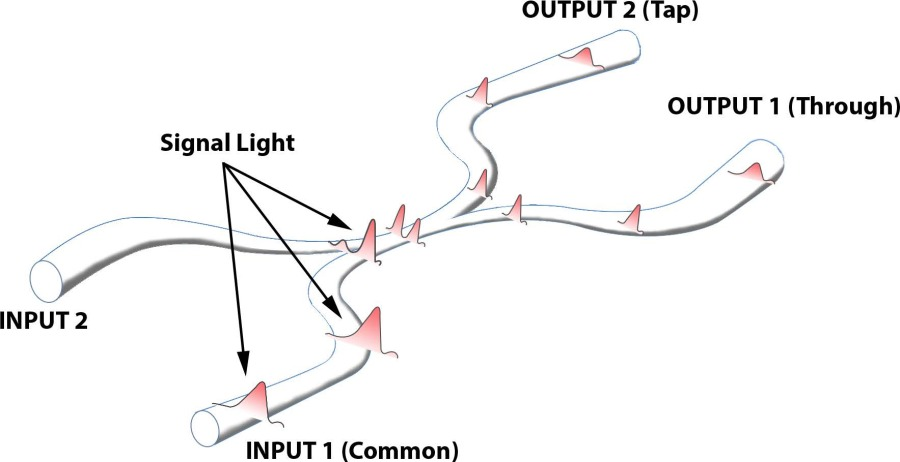 OUTPUT 2 (Tap)
OUTPUT 1 (Through)
Signal Light
INPUT 2
INPUT 1 (Common)